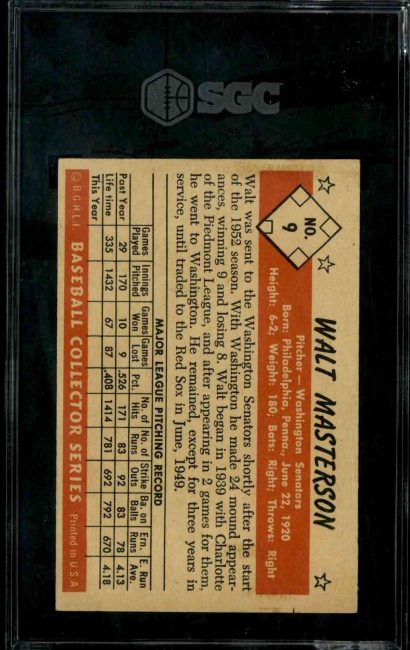 SGC
NO.
9
WALT MASTERSON
Pitcher — Washington Senators
Born: Philadelphia, Penna., June 22, 1920
Height: 6-2; Weight: 180; Bats: Right; Throws: Right
Walt was sent to the Washington Senators shortly after the start
of the 1952 season. With Washington he made 24 mound appear-
ances, winning 9 and losing 8. Walt began in 1939 with Charlotte
of the Piedmont League, and after appearing in 2 games for them,
he went to Washington. He remained, except for three years in
service, until traded to the Red Sox in June, 1949.
MAJOR LEAGUE PITCHING RECORD
Games Innings Games Games No. of No. of Strike Ba. on Ern. E. Run
Played Pitched Won Lost Pct. Hits Runs Outs Balls Runs Ave.
Past Year 29 170 10 9 .526 171 83 92 83 78 4.13
Life time 335 1432 67 87 .408 1414 781 692 792 670 4.18
This Year
© B.G.H.L.I. BASEBALL COLLECTOR SERIES Printed in U S A